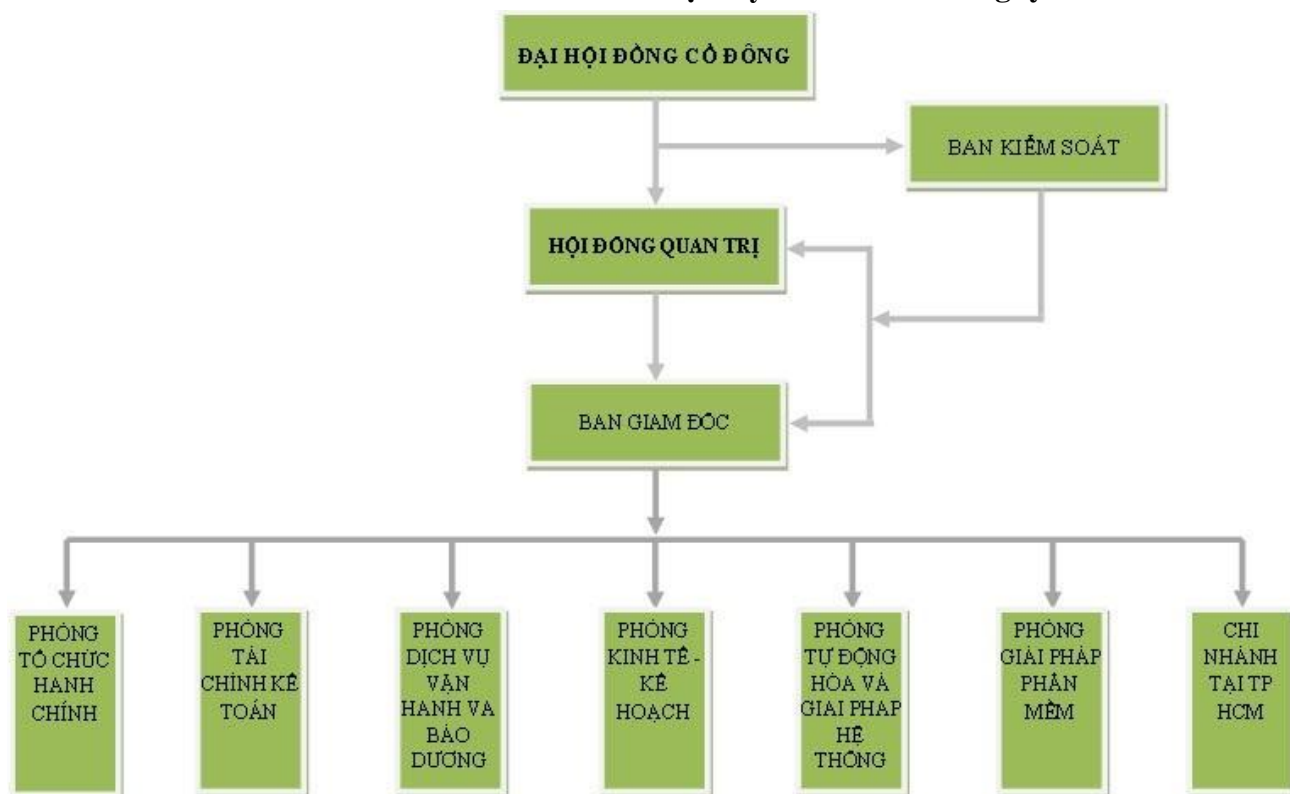 ĐẠI HỘI ĐỒNG CỔ ĐÔNG
BAN KIỂM SOÁT
HỘI ĐỒNG QUAN TRỊ
BAN GIAM ĐỐC
PHÒNG
TỔ CHỨC
HANH
CHÍNH
PHÒNG
TÀI
CHÍNH KẾ
TOÁN
PHÒNG
DỊCH VỤ
VẬN
HANH VA
BẢO
DƯƠNG
PHÒNG
KINH TẾ -
KẾ
HOẠCH
PHÒNG
TỰ ĐỘNG
HÓA VÀ
GIAI PHAP
HỆ
THỐNG
PHÒNG
GIẢI PHÁP
PHẦN
MỀM
CHI
NHÁNH
TẠI TP
HCM